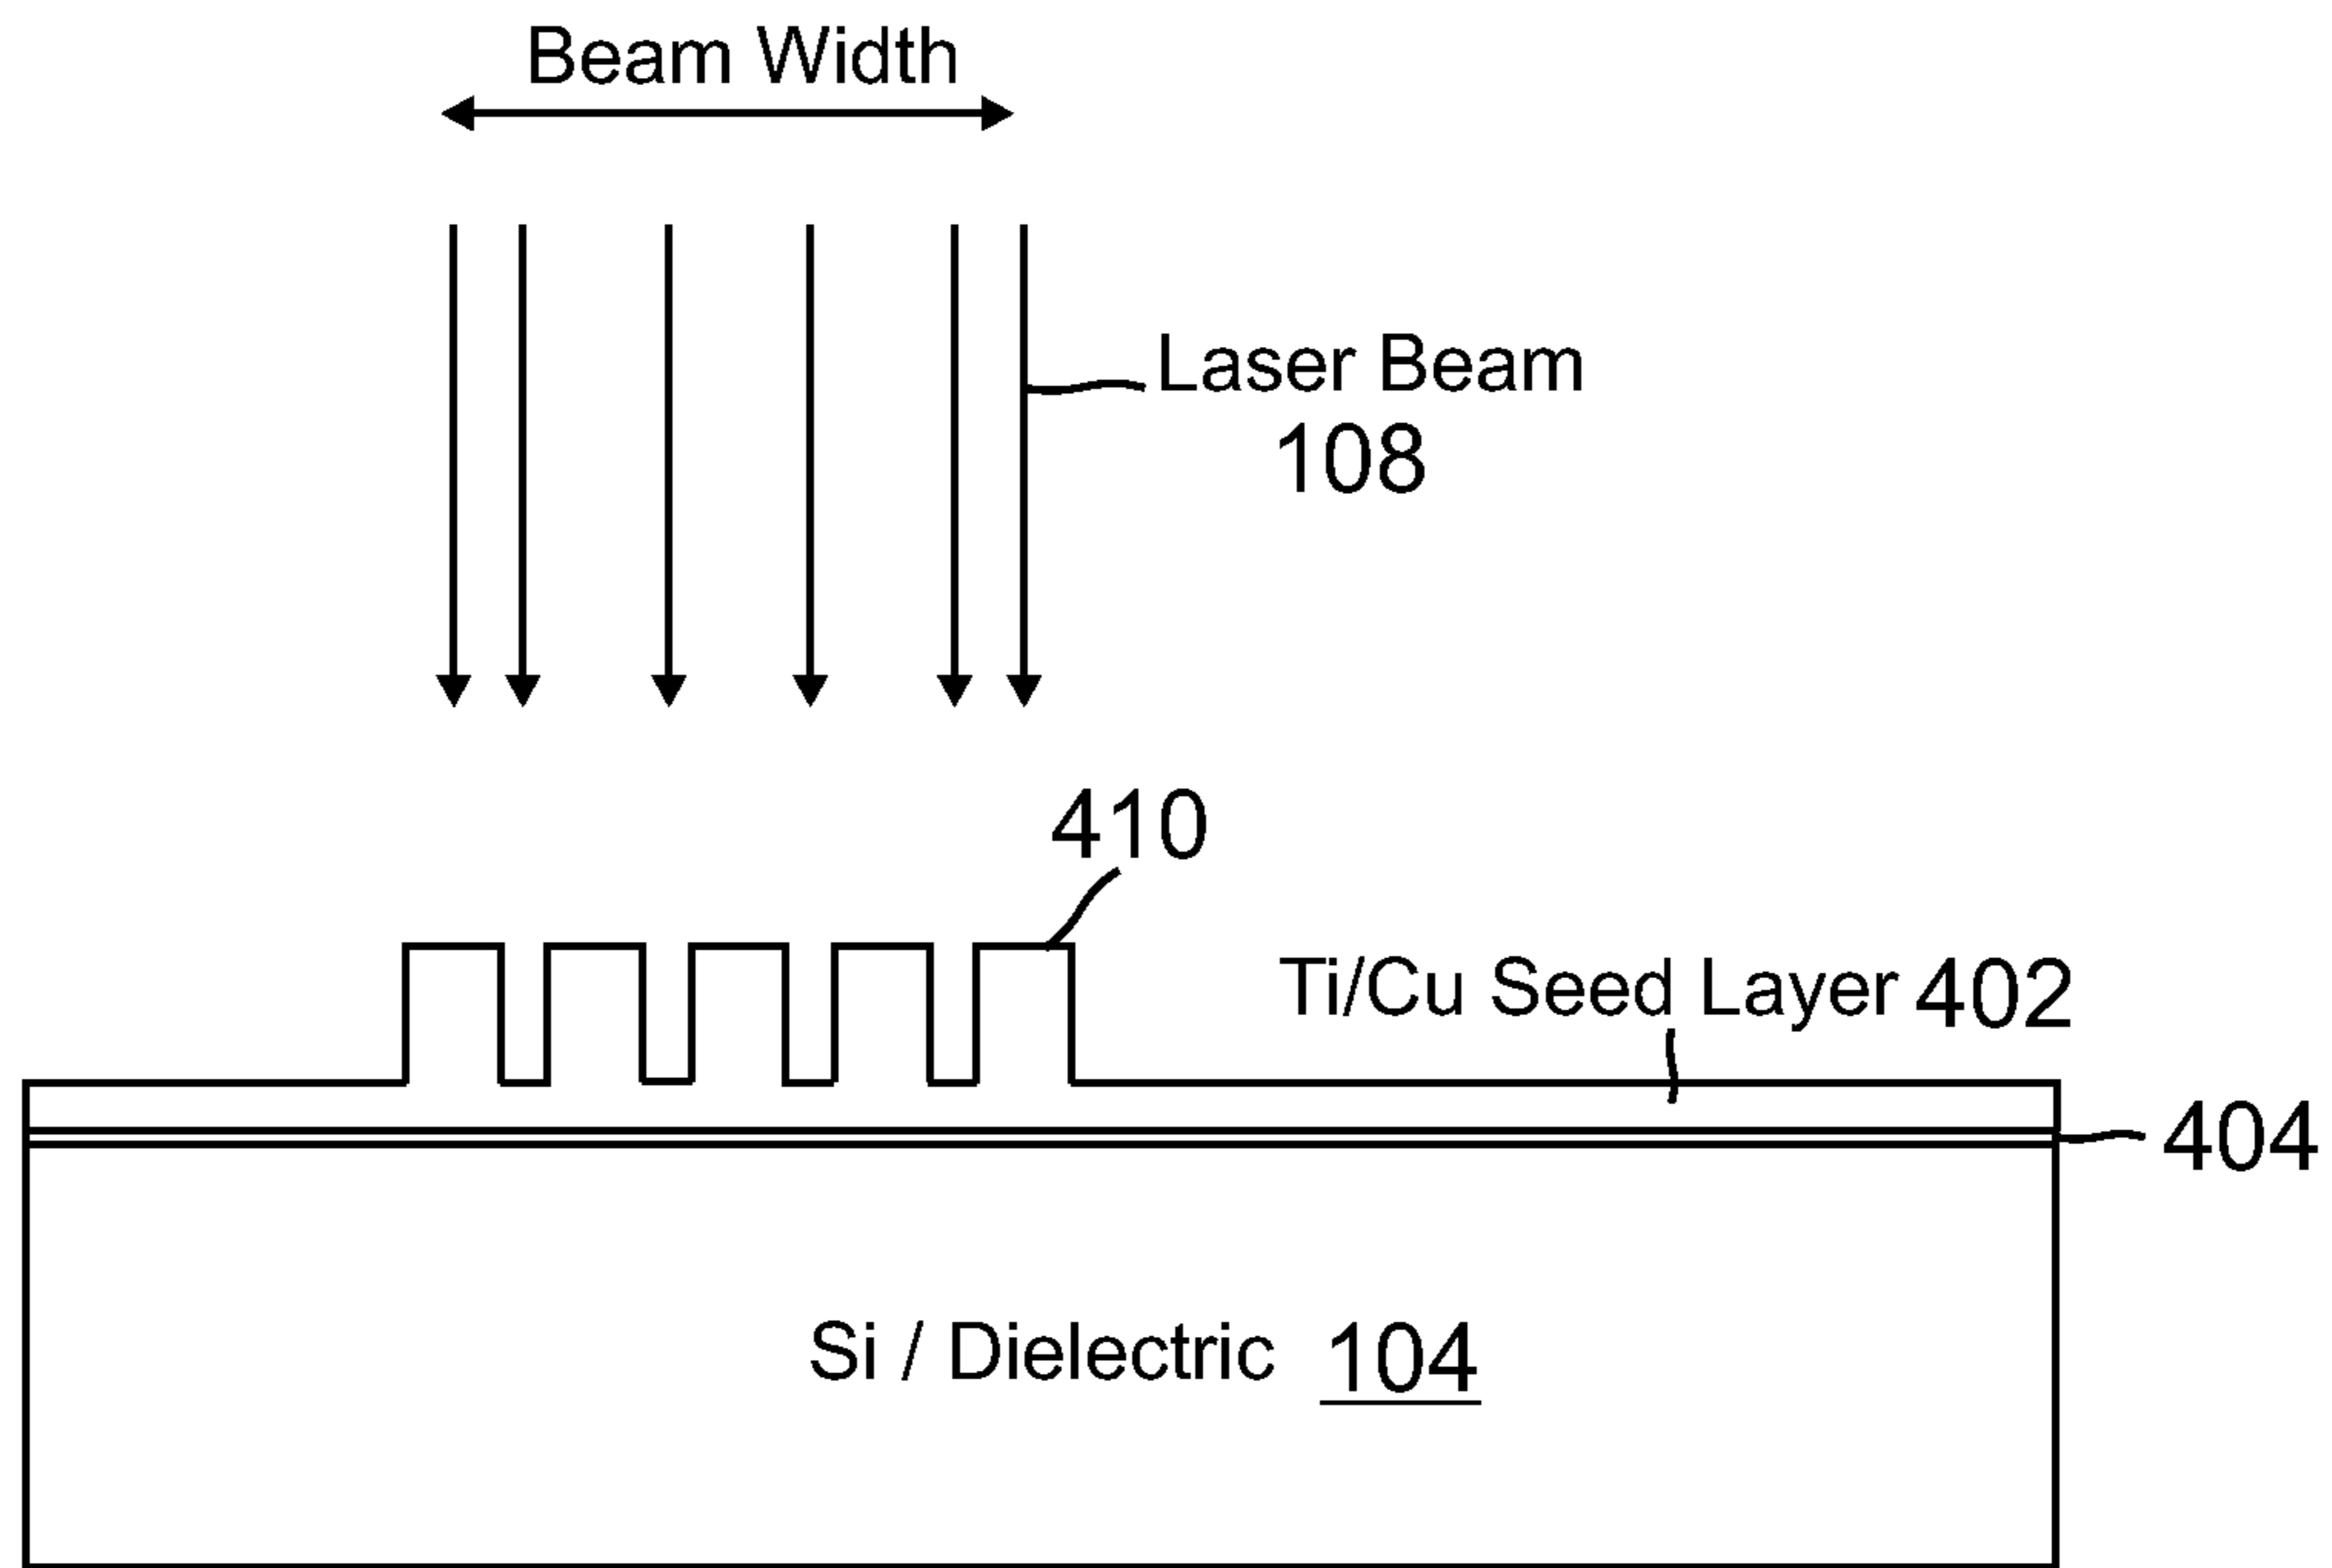 Beam Width
Laser Beam
108
410
Ti/Cu Seed Layer 402
404
Si / Dielectric 104